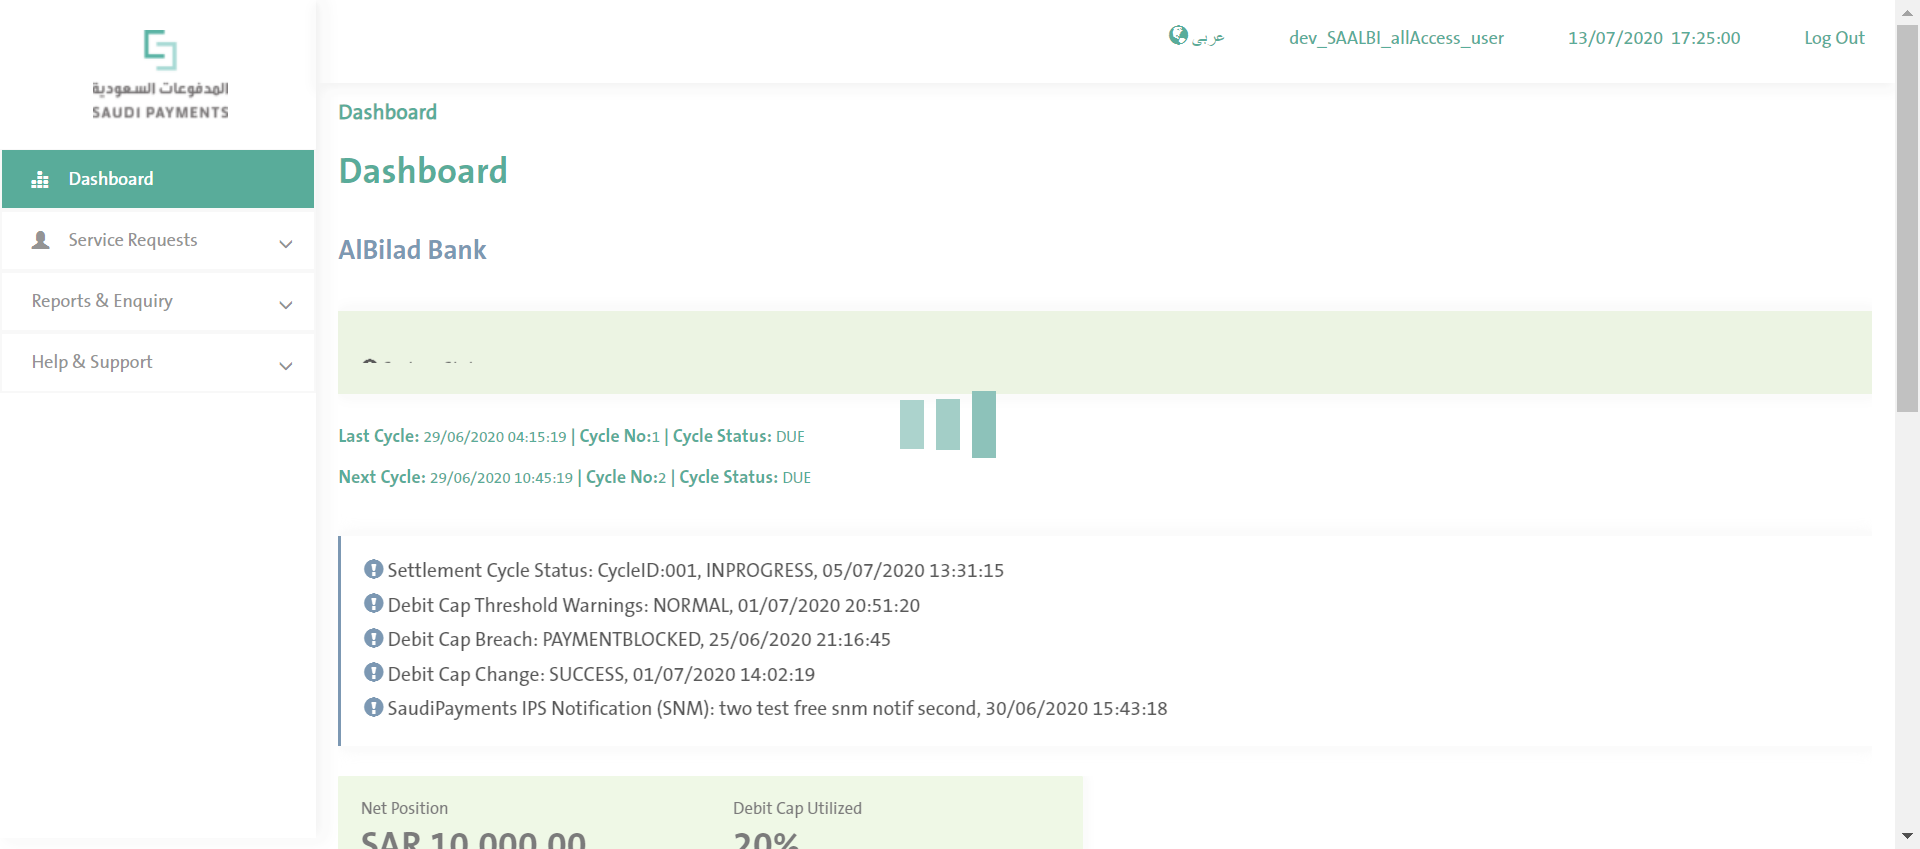 المدفوعات السعودية
SAUDI PAYMENTS
عربى
dev_SAALBI_allAccess_user
13/07/2020 17:25:00
Log Out
Dashboard
Service Requests
Reports & Enquiry
Help & Support
Dashboard
Dashboard
AlBilad Bank
Last Cycle: 29/06/2020 04:15:19 | Cycle No:1 | Cycle Status: DUE
Next Cycle: 29/06/2020 10:45:19 | Cycle No:2 | Cycle Status: DUE
Settlement Cycle Status: CycleID:001, INPROGRESS, 05/07/2020 13:31:15
Debit Cap Threshold Warnings: NORMAL, 01/07/2020 20:51:20
Debit Cap Breach: PAYMENTBLOCKED, 25/06/2020 21:16:45
Debit Cap Change: SUCCESS, 01/07/2020 14:02:19
SaudiPayments IPS Notification (SNM): two test free snm notif second, 30/06/2020 15:43:18
Net Position
SAR 10,000.00
Debit Cap Utilized
20%